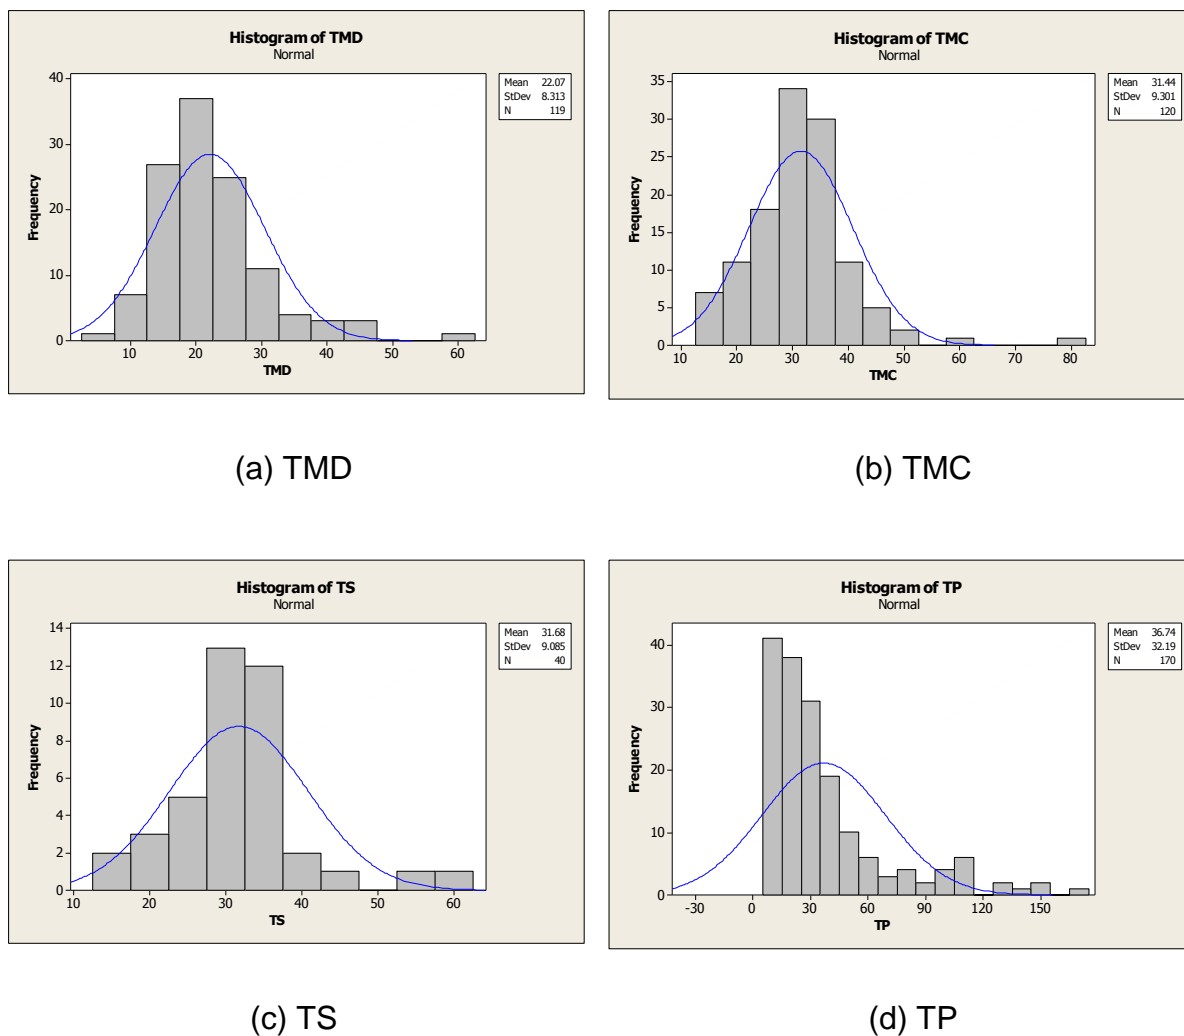 Histogram of TMD
Normal
Mean 22.07
StDev 8.313
N 119
Frequency
40
30
20
10
0
10 20 30 40 50 60
TMD
(a) TMD
Histogram of TMC
Normal
Mean 31.44
StDev 9.301
N 120
Frequency
35
30
25
20
15
10
5
0
10 20 30 40 50 60 70 80
TMC
(b) TMC
Histogram of TS
Normal
Mean 31.68
StDev 9.085
N 40
Frequency
14
12
10
8
6
4
2
0
10 20 30 40 50 60
TS
(c) TS
Histogram of TP
Normal
Mean 36.74
StDev 32.19
N 170
Frequency
40
30
20
10
0
-30 0 30 60 90 120 150
TP
(d) TP